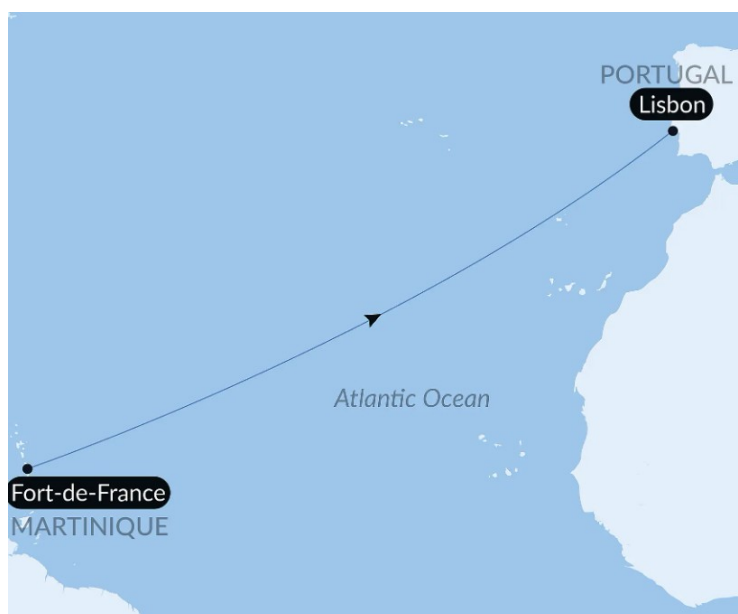 PORTUGAL
Lisbon
Atlantic Ocean
Fort-de-France
MARTINIQUE